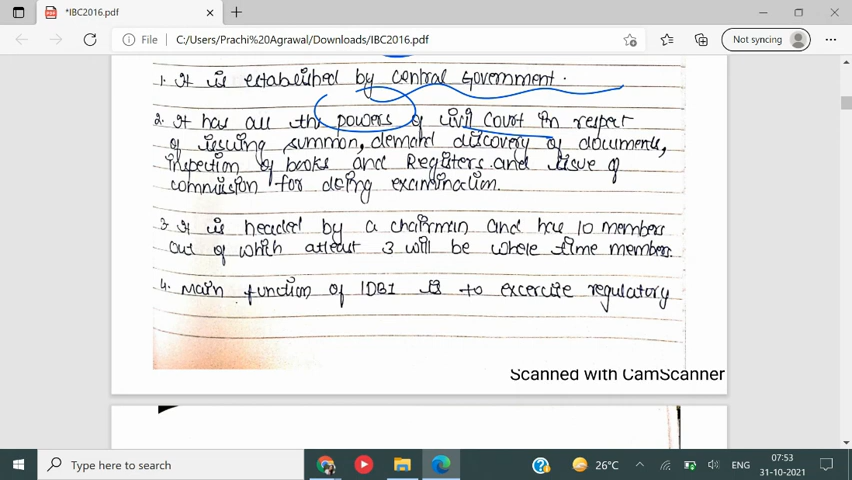 *IBC2016.pdf
File
C:/Users/Prachi%20Agrawal/Downloads/IBC2016.pdf
Not syncing
1. It is established by Central Government.
2. It has all the powers of civil Court in respect
of issuing summon, demand discovery of documents,
inspection of books and Registers and issue of
commission for doing examination.
3. It is headed by a chairman and has 10 members
out of which atleast 3 will be whole time members.
4. Main function of IDBI is to excercise regulatory
Scanned with CamScanner
Type here to search
26°C
ENG
07:53
31-10-2021